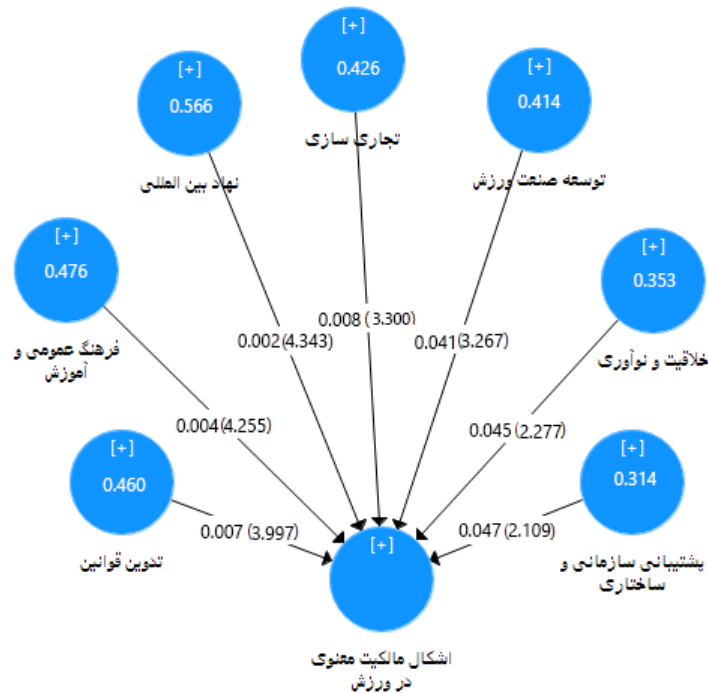 [+]
0.426
تجاری سازی
[+]
0.566
نهاد بین المللی
[+]
0.414
توسعه صنعت ورزش
[+]
0.476
فرهنگ عمومی و
آموزش
[+]
0.353
خلاقیت و نوآوری
[+]
0.460
تدوین قوانین
[+]
0.314
پشتیبانی سازمانی و
ساختاری
0.002(4.343)
0.008(3.300)
0.041(3.267)
0.004(4.255)
0.045(2.277)
0.007(3.997)
0.047(2.109)
[+]
اشکال مالکیت معنوی
در ورزش